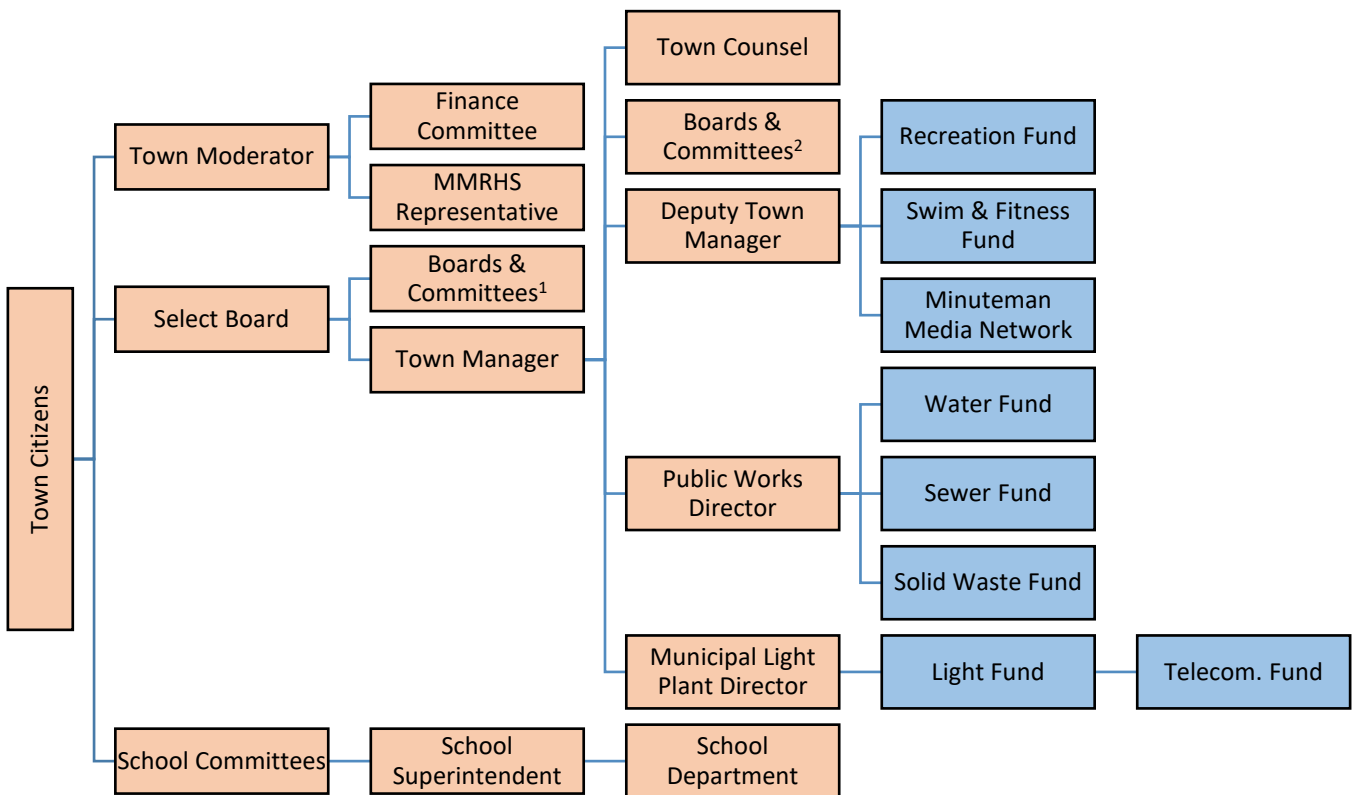 Town Citizens
Town Moderator
Finance
Committee
MMRHS
Representative
Select Board
Boards &
Committees¹
Town Manager
Town Counsel
Boards &
Committees²
Deputy Town
Manager
Recreation Fund
Swim & Fitness
Fund
Minuteman
Media Network
Public Works
Director
Water Fund
Sewer Fund
Solid Waste Fund
Municipal Light
Plant Director
Light Fund
Telecom. Fund
School Committees
School
Superintendent
School
Department